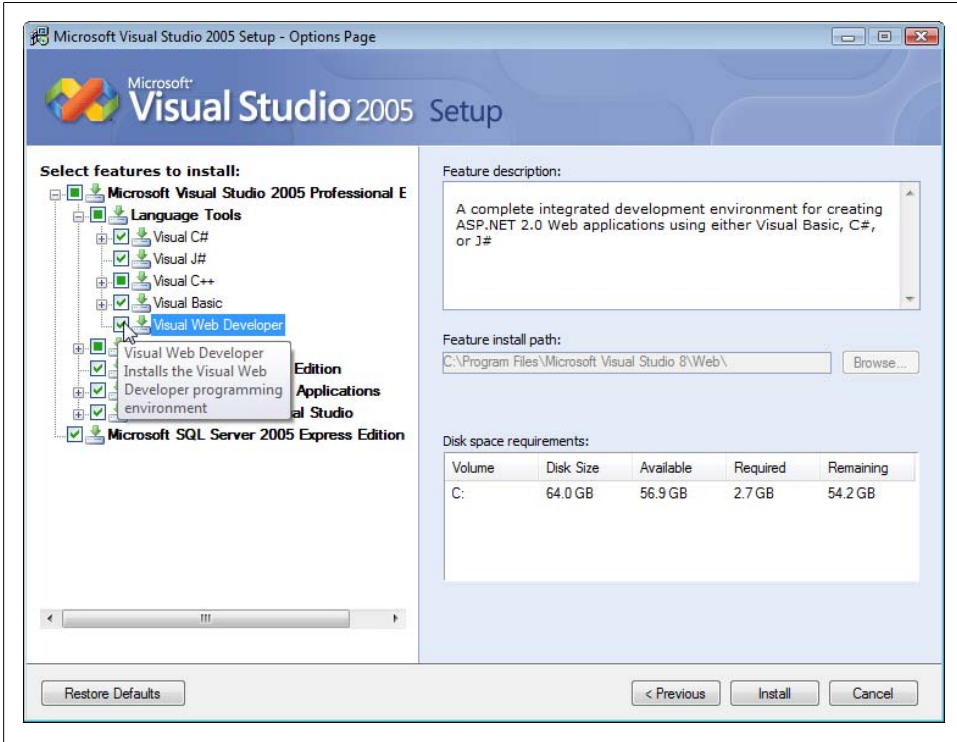 Microsoft Visual Studio 2005 Setup - Options Page
Microsoft
Visual Studio 2005 Setup
Select features to install:
Microsoft Visual Studio 2005 Professional E
Language Tools
Visual C#
Visual J#
Visual C++
Visual Basic
Visual Web Developer
Visual Web Developer
Installs the Visual Web
Developer programming
environment
Edition
Applications
al Studio
Microsoft SQL Server 2005 Express Edition
Feature description:
A complete integrated development environment for creating
ASP.NET 2.0 Web applications using either Visual Basic, C#,
or J#
Feature install path:
C:\Program Files\Microsoft Visual Studio 8\Web\
Browse...
Disk space requirements:
Volume Disk Size Available Required Remaining
C: 64.0 GB 56.9 GB 2.7 GB 54.2 GB
Restore Defaults
< Previous
Install
Cancel